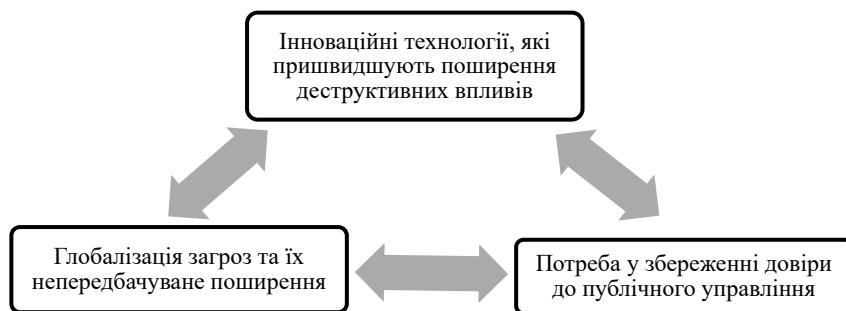 Інноваційні технології, які
пришвидшують поширення
деструктивних впливів
Глобалізація загроз та їх
непередбачуване поширення
Потреба у збереженні довіри
до публічного управління